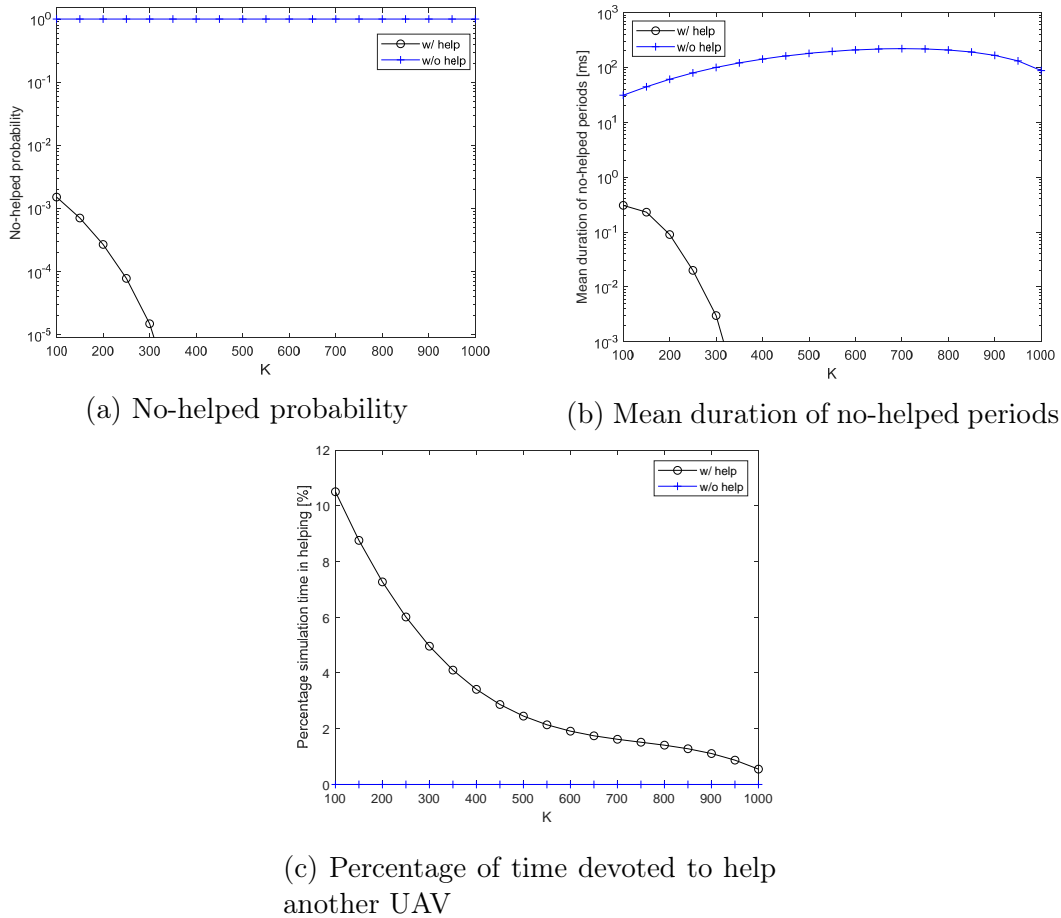 No-helped probability
10^0
10^-1
10^-2
10^-3
10^-4
10^-5
w/ help
w/o help
100 200 300 400 500 600 700 800 900 1000
K
(a) No-helped probability
Mean duration of no-helped periods [ms]
10^3
10^2
10^1
10^0
10^-1
10^-2
10^-3
w/ help
w/o help
100 200 300 400 500 600 700 800 900 1000
K
(b) Mean duration of no-helped periods
Percentage simulation time in helping [%]
12
10
8
6
4
2
0
w/ help
w/o help
100 200 300 400 500 600 700 800 900 1000
K
(c) Percentage of time devoted to help
another UAV